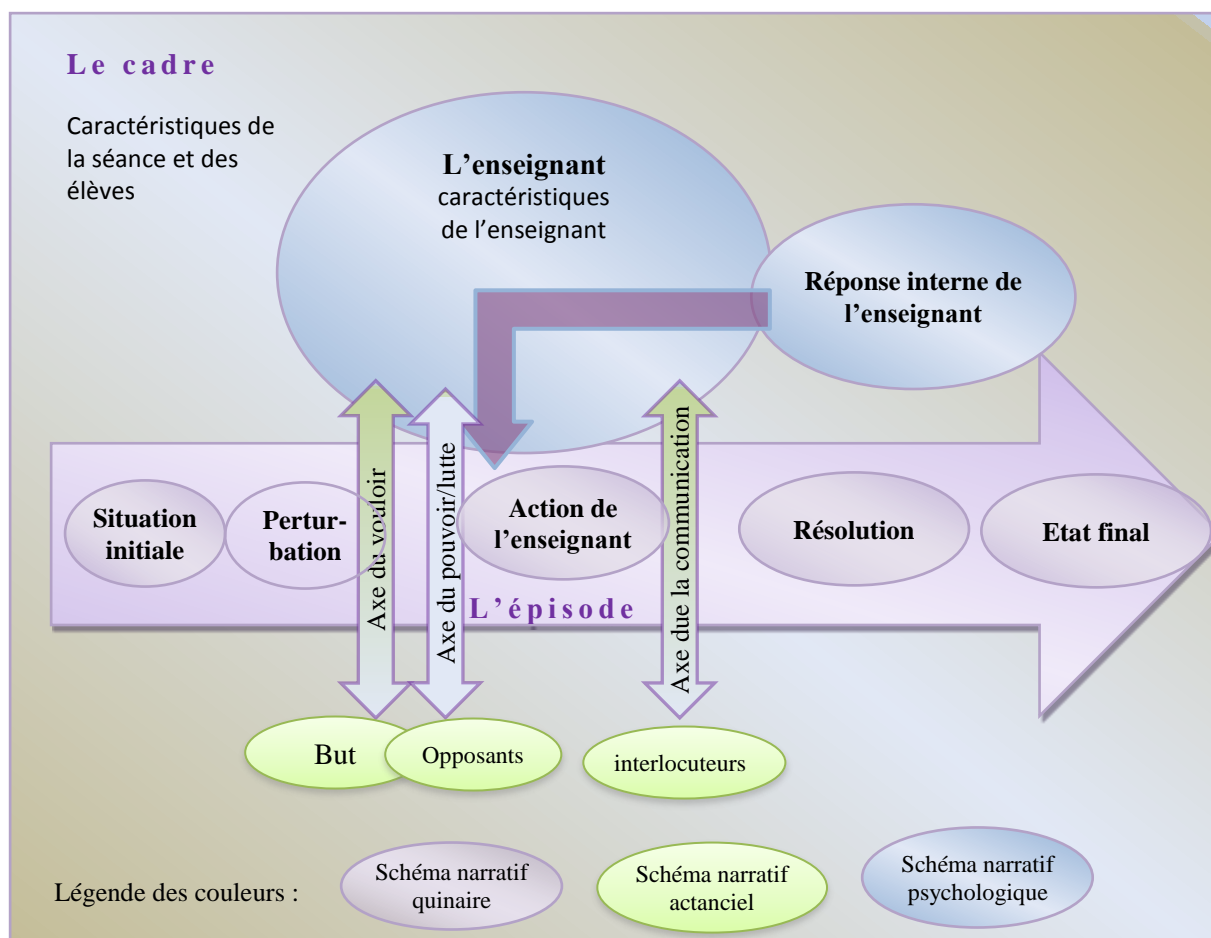 Le cadre
Caractéristiques de
la séance et des
élèves
L'enseignant
caractéristiques
de l'enseignant
Réponse interne de
l'enseignant
Situation
initiale
Pertur-
bation
Axe du vouloir
Axe du pouvoir/lutte
Action de
l'enseignant
Axe due la communication
Résolution
Etat final
L'épisode
But
Opposants
interlocuteurs
Légende des couleurs :
Schéma narratif
quinaire
Schéma narratif
actanciel
Schéma narratif
psychologique